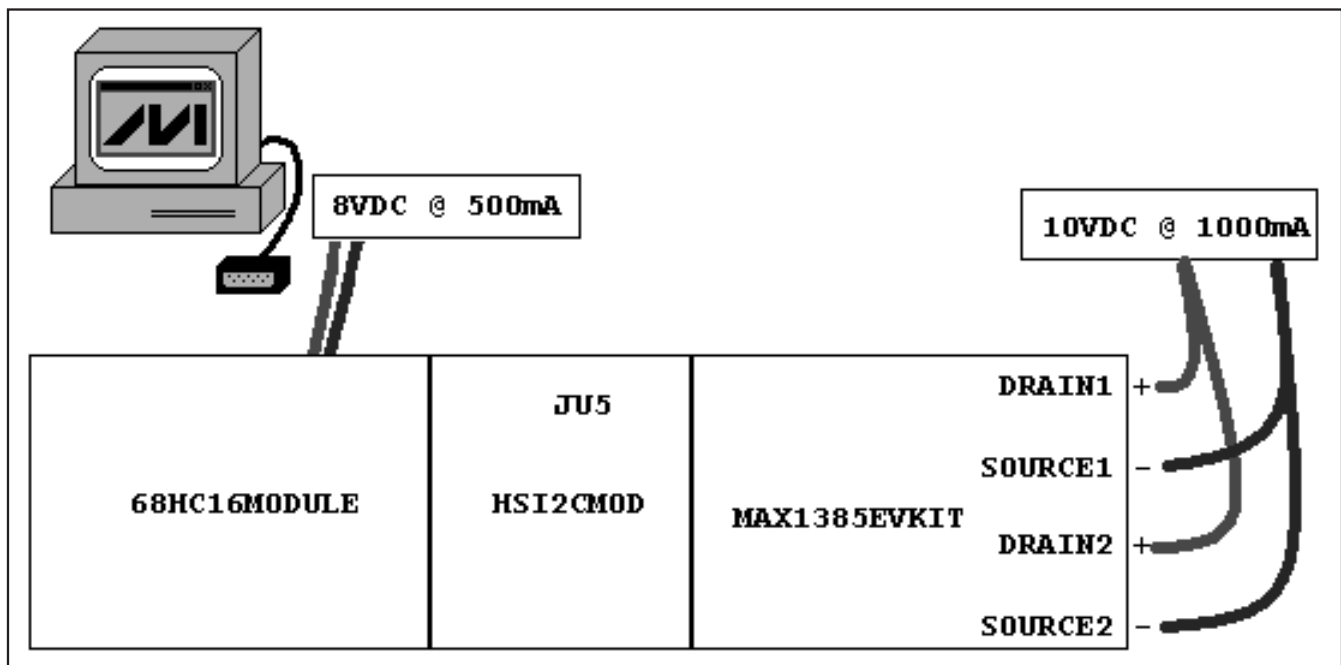 8VDC @ 500mA
10VDC @ 1000mA
68HC16MODULE
JU5
HSI2CMOD
MAX1385EVKIT
DRAIN1 +
SOURCE1 -
DRAIN2 +
SOURCE2 -